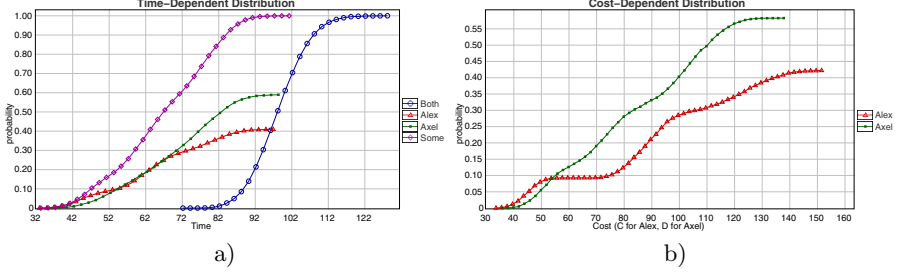 Time-Dependent Distribution
1.00
0.90
0.80
0.70
0.60
0.50
0.40
0.30
0.20
0.10
0
probability
32 42 52 62 72 82 92 102 112 122
Time
Both
Alex
Axel
Some
a)
Cost-Dependent Distribution
0.55
0.50
0.45
0.40
0.35
0.30
0.25
0.20
0.15
0.10
0.05
0
probability
30 40 50 60 70 80 90 100 110 120 130 140 150 160
Cost (C for Alex, D for Axel)
Alex
Axel
b)